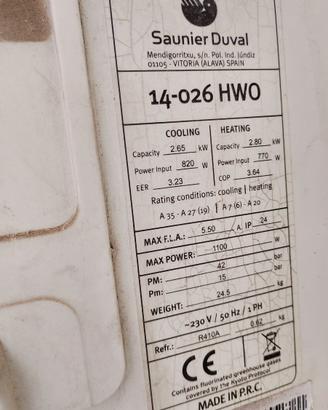 Saunier Duval
Mendigorritxu, s/n. Pol. Ind. Júndiz
01105 - VITORIA (ALAVA) SPAIN
14-026 HWO
COOLING HEATING
Capacity 2.65 kW Capacity 2.80 kW
Power Input 820 W Power Input 770 W
EER 3.23 COP 3.64
Rating conditions: cooling | heating
A 35 - A 27 (19) | A 7 (6) - A 20
MAX F.L.A.: 5.50 A. IP 24
MAX POWER: 1100 W
PM: 42 bar
Pm: 15 bar
WEIGHT: 24.5 kg
~230 V / 50 Hz / 1 PH
Refr.: R410A 0.62 kg
CE
Contains fluorinated greenhouse gases
covered by the Kyoto Protocol
MADE IN P.R.C.